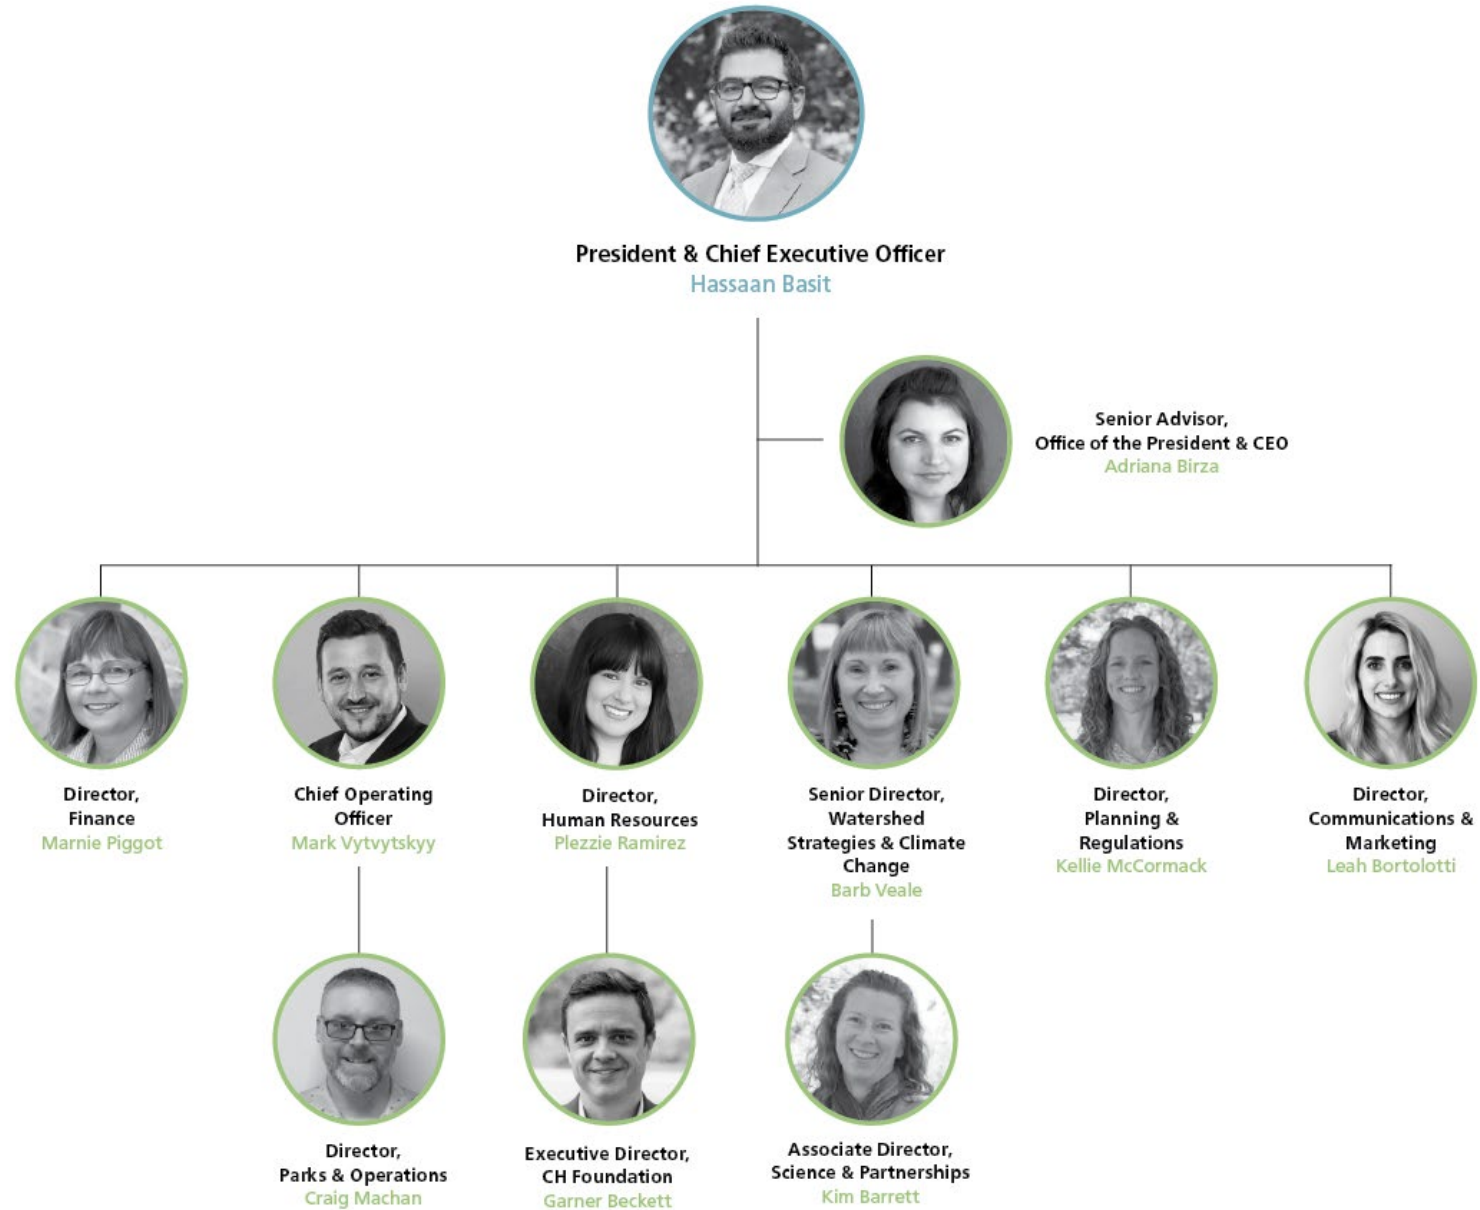 President & Chief Executive Officer
Hassaan Basit
Senior Advisor,
Office of the President & CEO
Adriana Birza
Director,
Finance
Marnie Piggot
Chief Operating
Officer
Mark Vytvytskyy
Director,
Human Resources
Plezzie Ramirez
Senior Director,
Watershed
Strategies & Climate
Change
Barb Veale
Director,
Planning &
Regulations
Kellie McCormack
Director,
Communications &
Marketing
Leah Bortolotti
Director,
Parks & Operations
Craig Machan
Executive Director,
CH Foundation
Garner Beckett
Associate Director,
Science & Partnerships
Kim Barrett